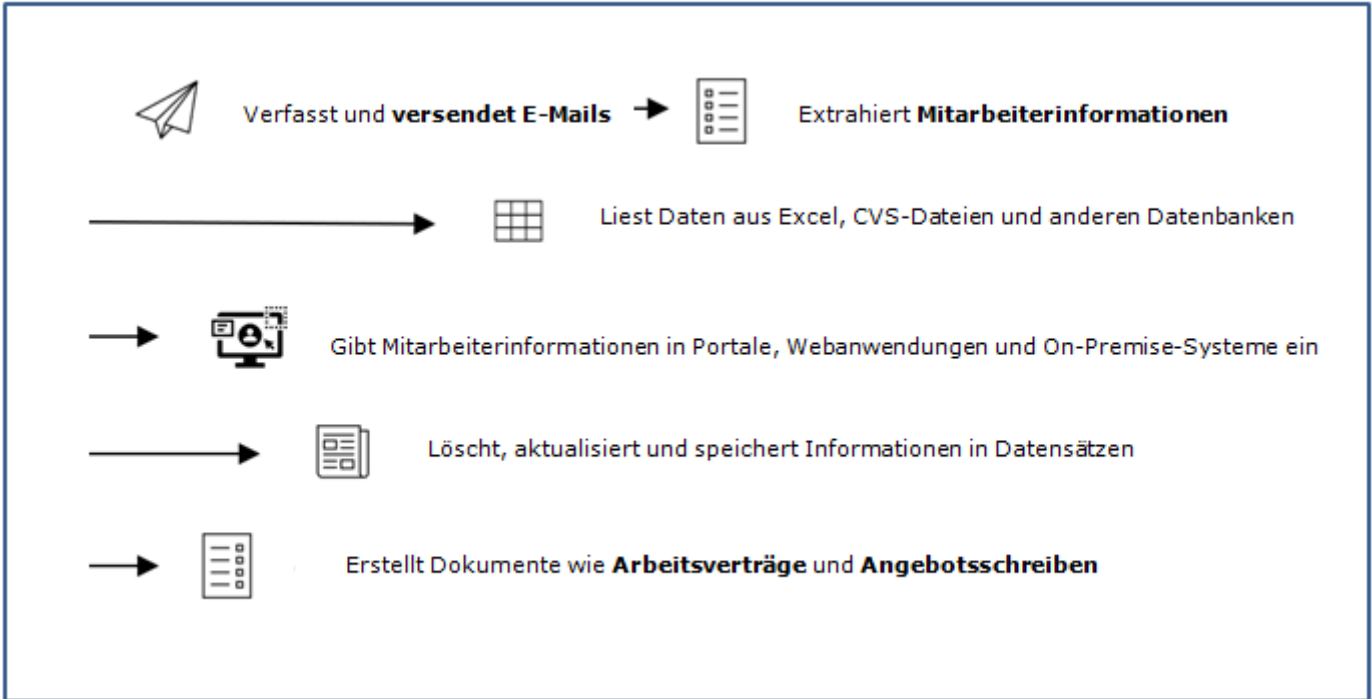 Verfasst und versendet E-Mails
Extrahiert Mitarbeiterinformationen
Liest Daten aus Excel, CVS-Dateien und anderen Datenbanken
Gibt Mitarbeiterinformationen in Portale, Webanwendungen und On-Premise-Systeme ein
Löscht, aktualisiert und speichert Informationen in Datensätzen
Erstellt Dokumente wie Arbeitsverträge und Angebotsschreiben